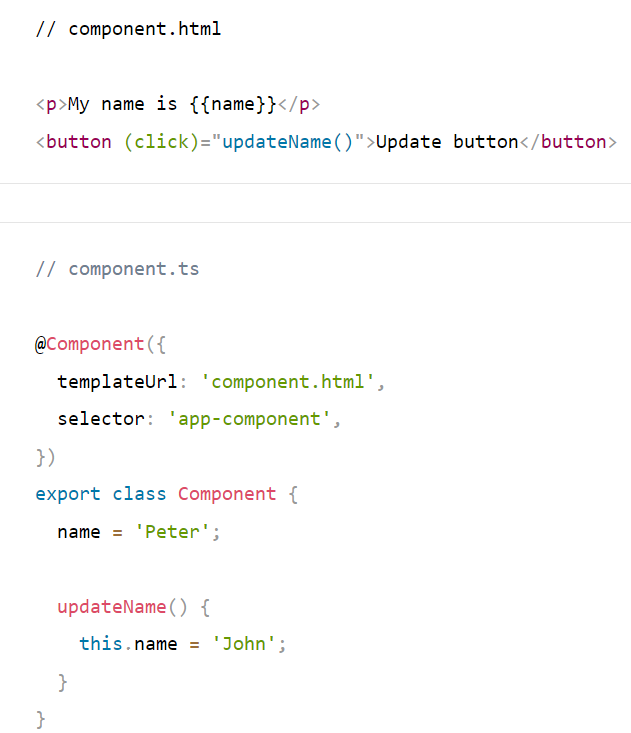 // component.html
<p>My name is {{name}}</p>
<button (click)="updateName()">Update button</button>
// component.ts
@Component({
  templateUrl: 'component.html',
  selector: 'app-component',
})
export class Component {
  name = 'Peter';
  updateName() {
    this.name = 'John';
  }
}